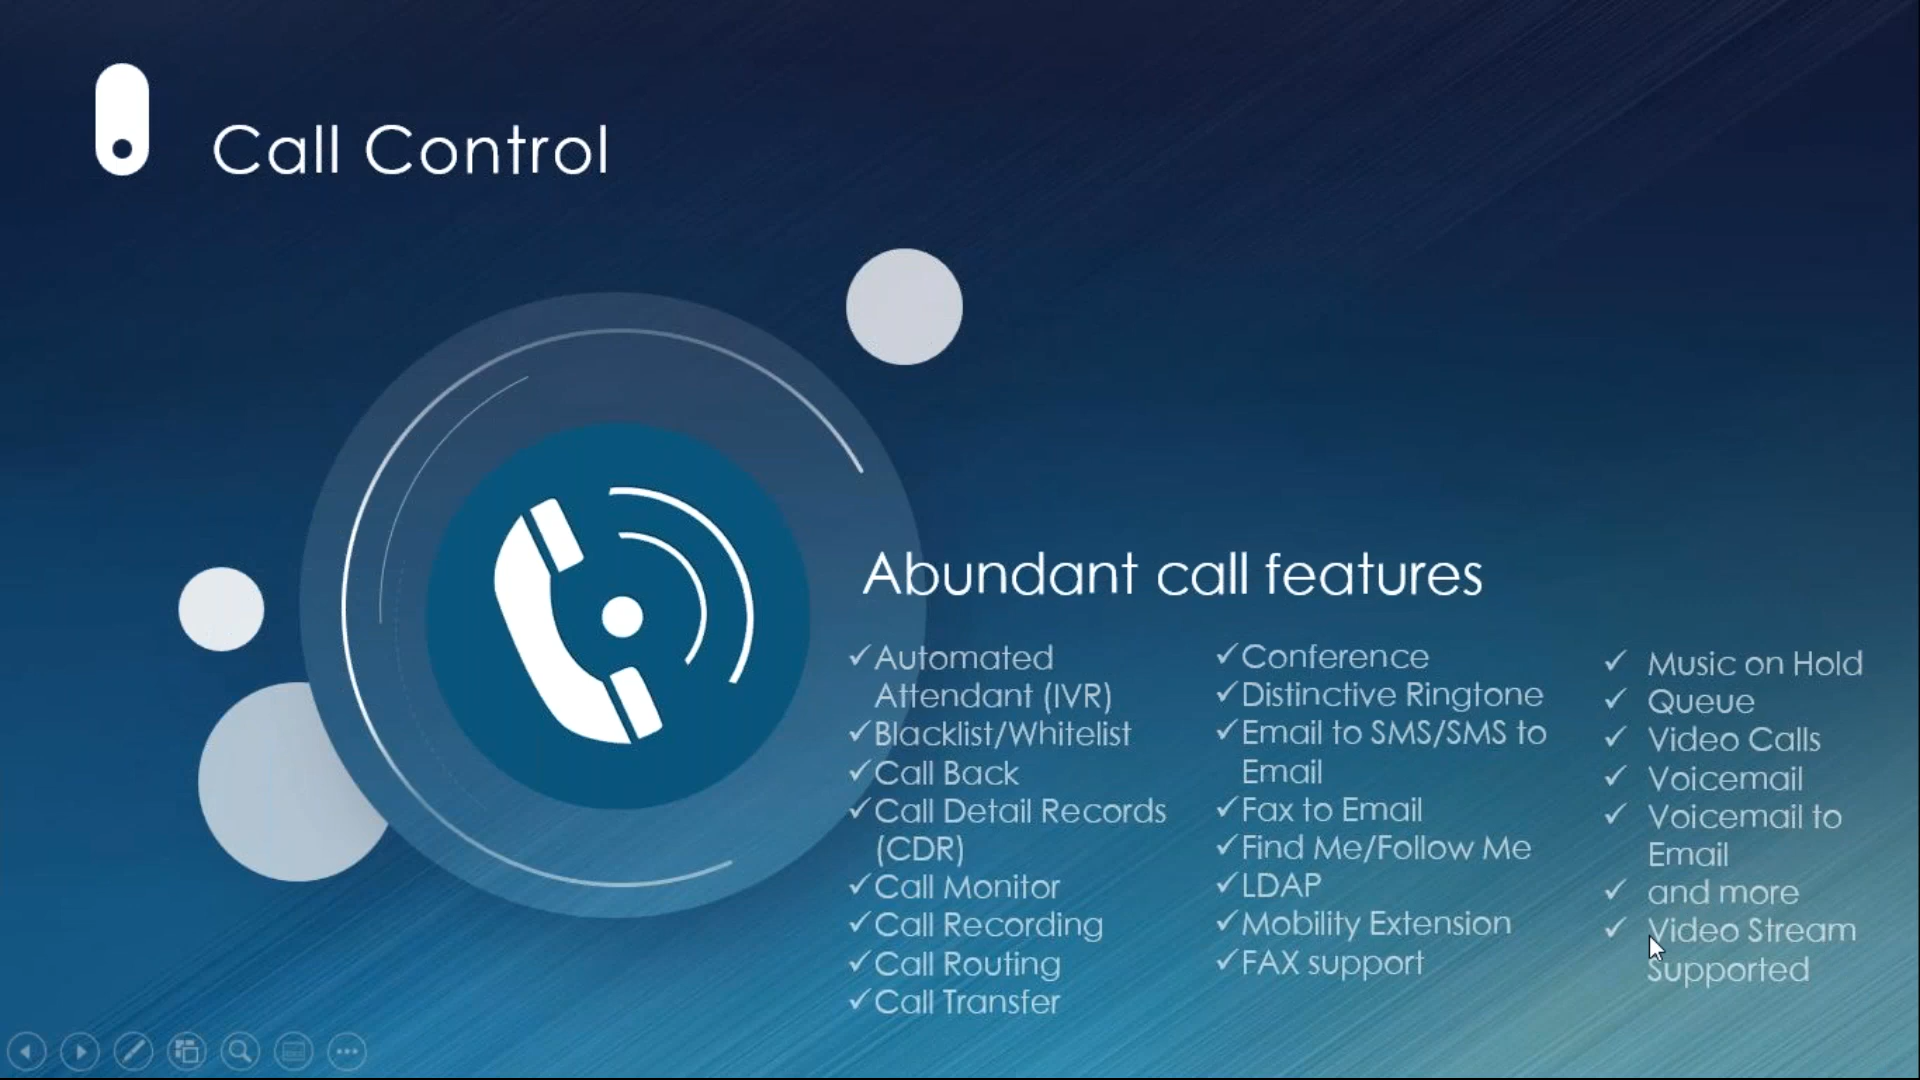 Call Control
Abundant call features
✓Automated
Attendant (IVR)
✓Blacklist/Whitelist
✓Call Back
✓Call Detail Records
(CDR)
✓Call Monitor
✓Call Recording
✓Call Routing
✓Call Transfer
✓Conference
✓Distinctive Ringtone
✓Email to SMS/SMS to
Email
✓Fax to Email
✓Find Me/Follow Me
✓LDAP
✓Mobility Extension
✓FAX support
✓ Music on Hold
✓ Queue
✓ Video Calls
✓ Voicemail
✓ Voicemail to
Email
✓ and more
✓ Video Stream
Supported